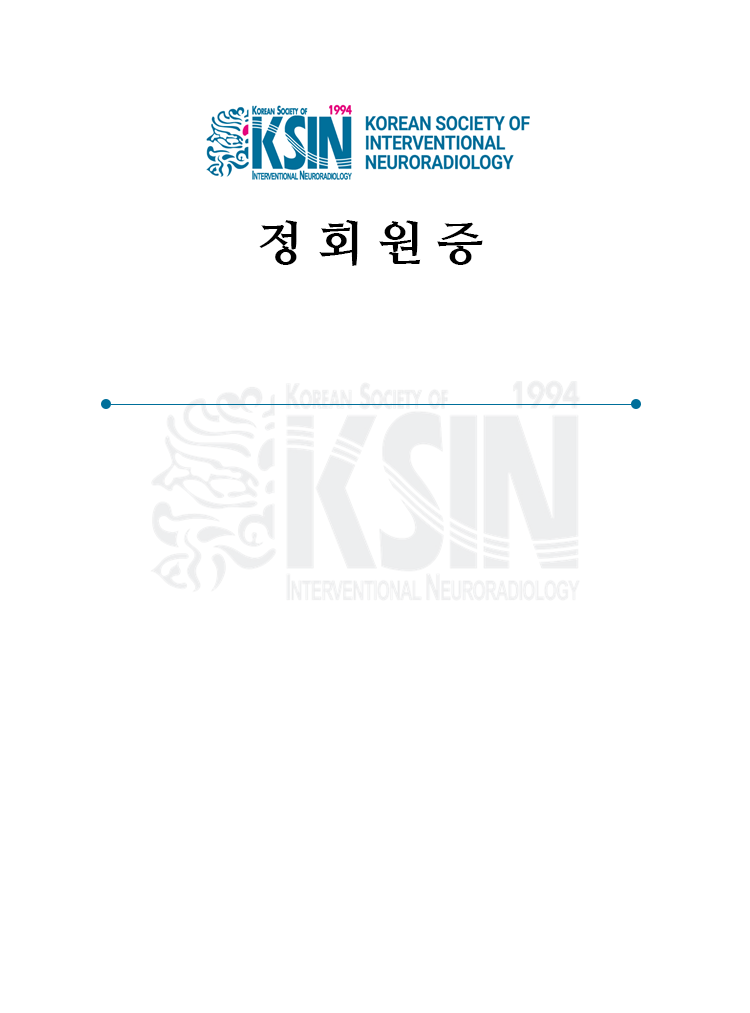 KOREAN SOCIETY OF
1994
KSIN
INTERVENTIONAL NEURORADIOLOGY
KOREAN SOCIETY OF
INTERVENTIONAL
NEURORADIOLOGY
정 회 원 증
KOREAN SOCIETY OF
1994
KSIN
INTERVENTIONAL NEURORADIOLOGY